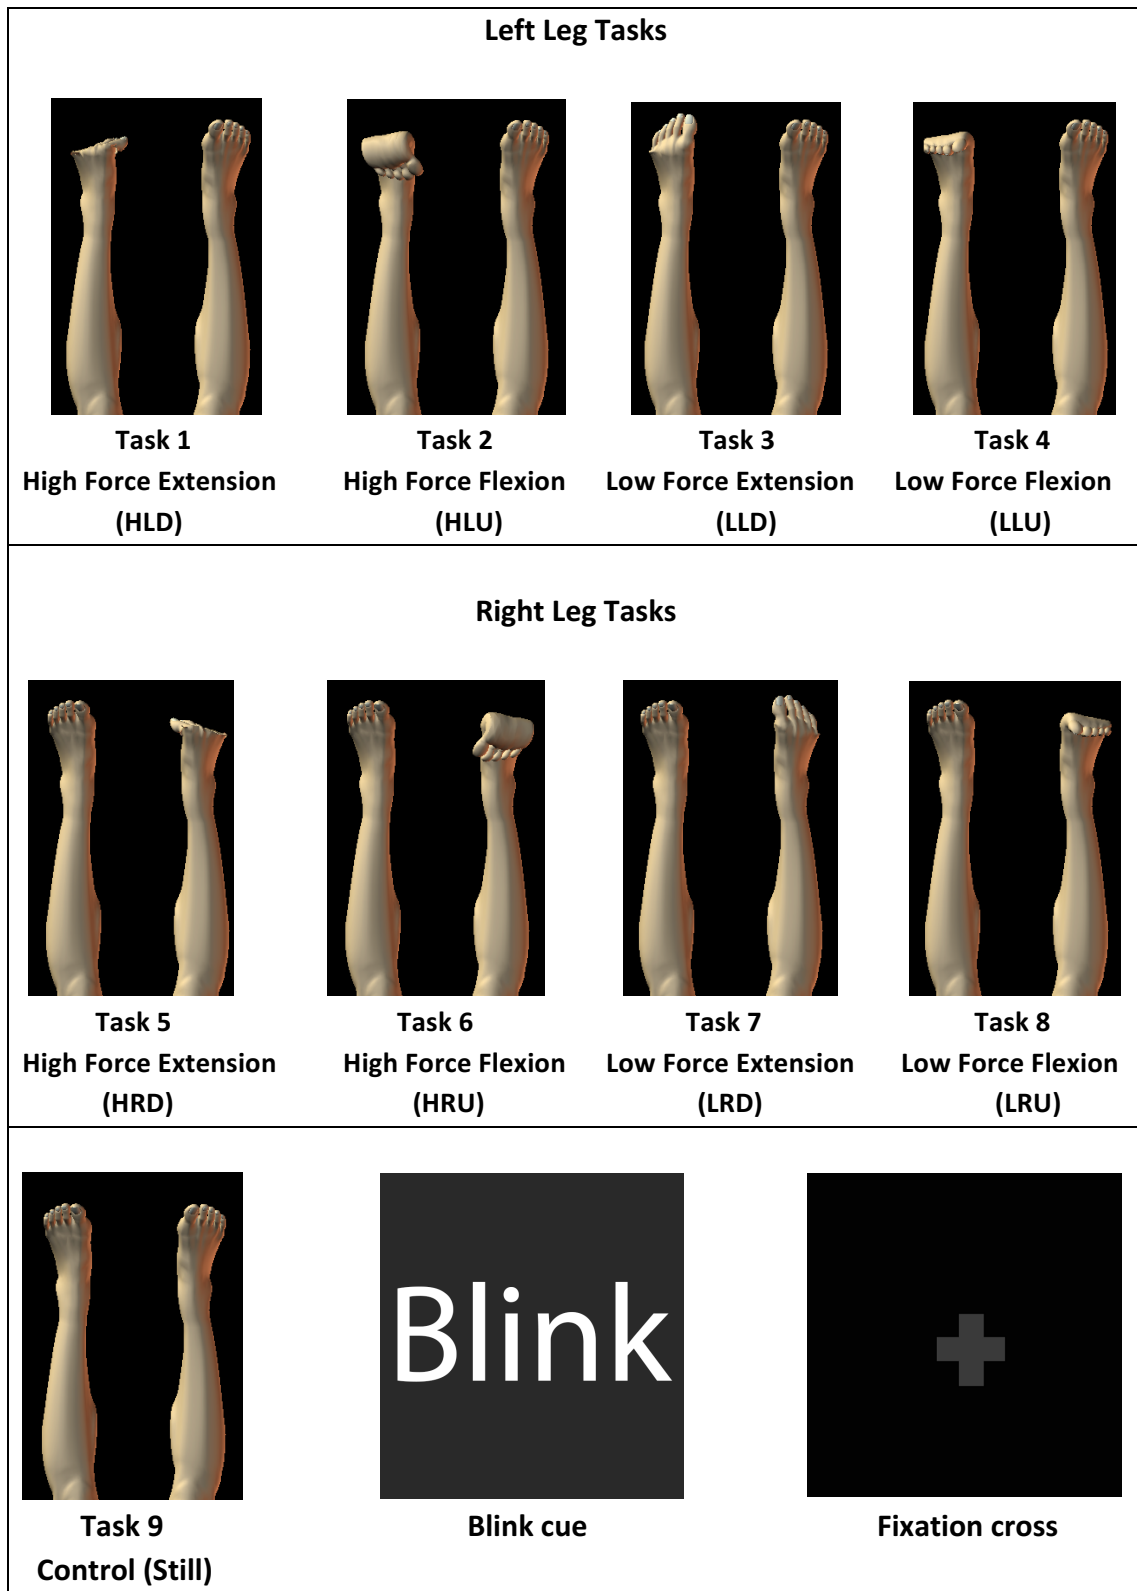 Left Leg Tasks
Task 1
High Force Extension
(HLD)
Task 2
High Force Flexion
(HLU)
Task 3
Low Force Extension
(LLD)
Task 4
Low Force Flexion
(LLU)
Right Leg Tasks
Task 5
High Force Extension
(HRD)
Task 6
High Force Flexion
(HRU)
Task 7
Low Force Extension
(LRD)
Task 8
Low Force Flexion
(LRU)
Task 9
Control (Still)
Blink
Blink cue
Fixation cross